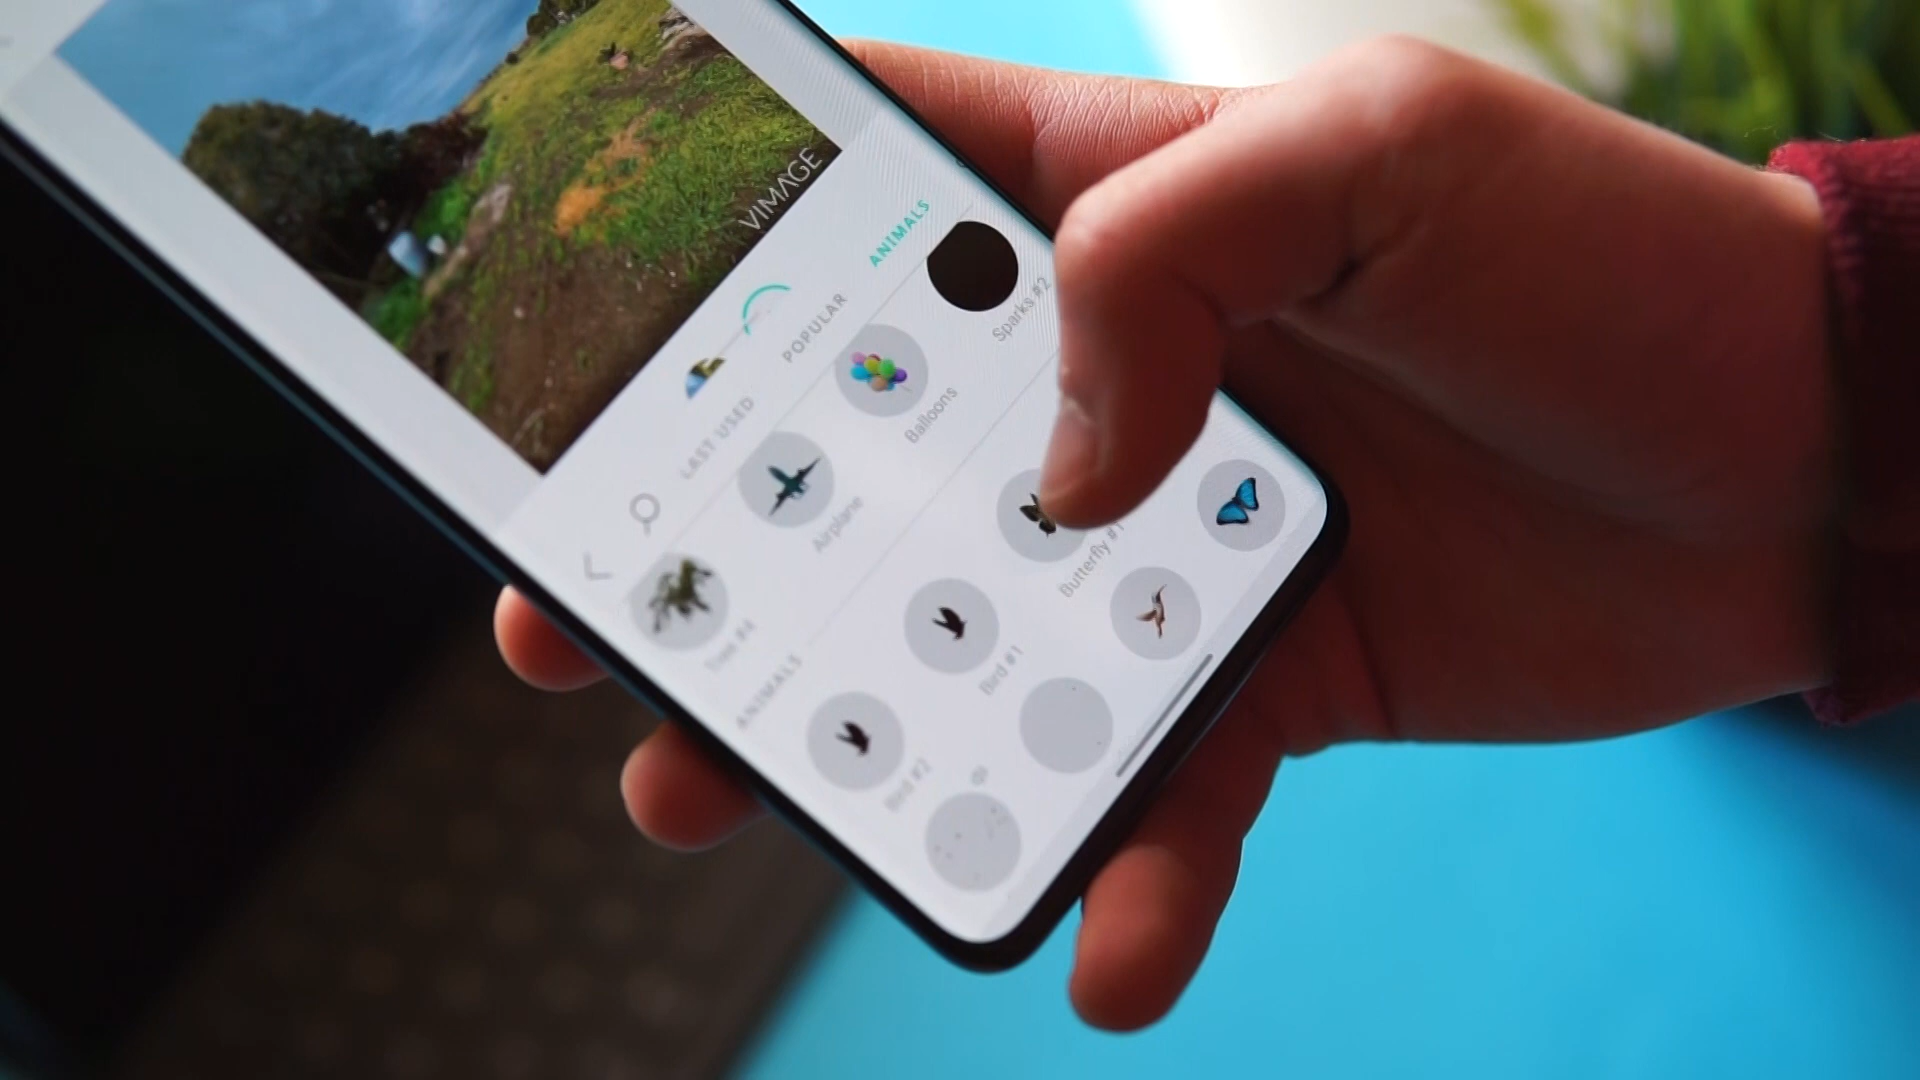 VIMAGE
LAST USED
POPULAR
ANIMALS
Tree #4
Airplane
Balloons
Sparks #2
ANIMALS
Bird #2
Bird #1
Butterfly #1